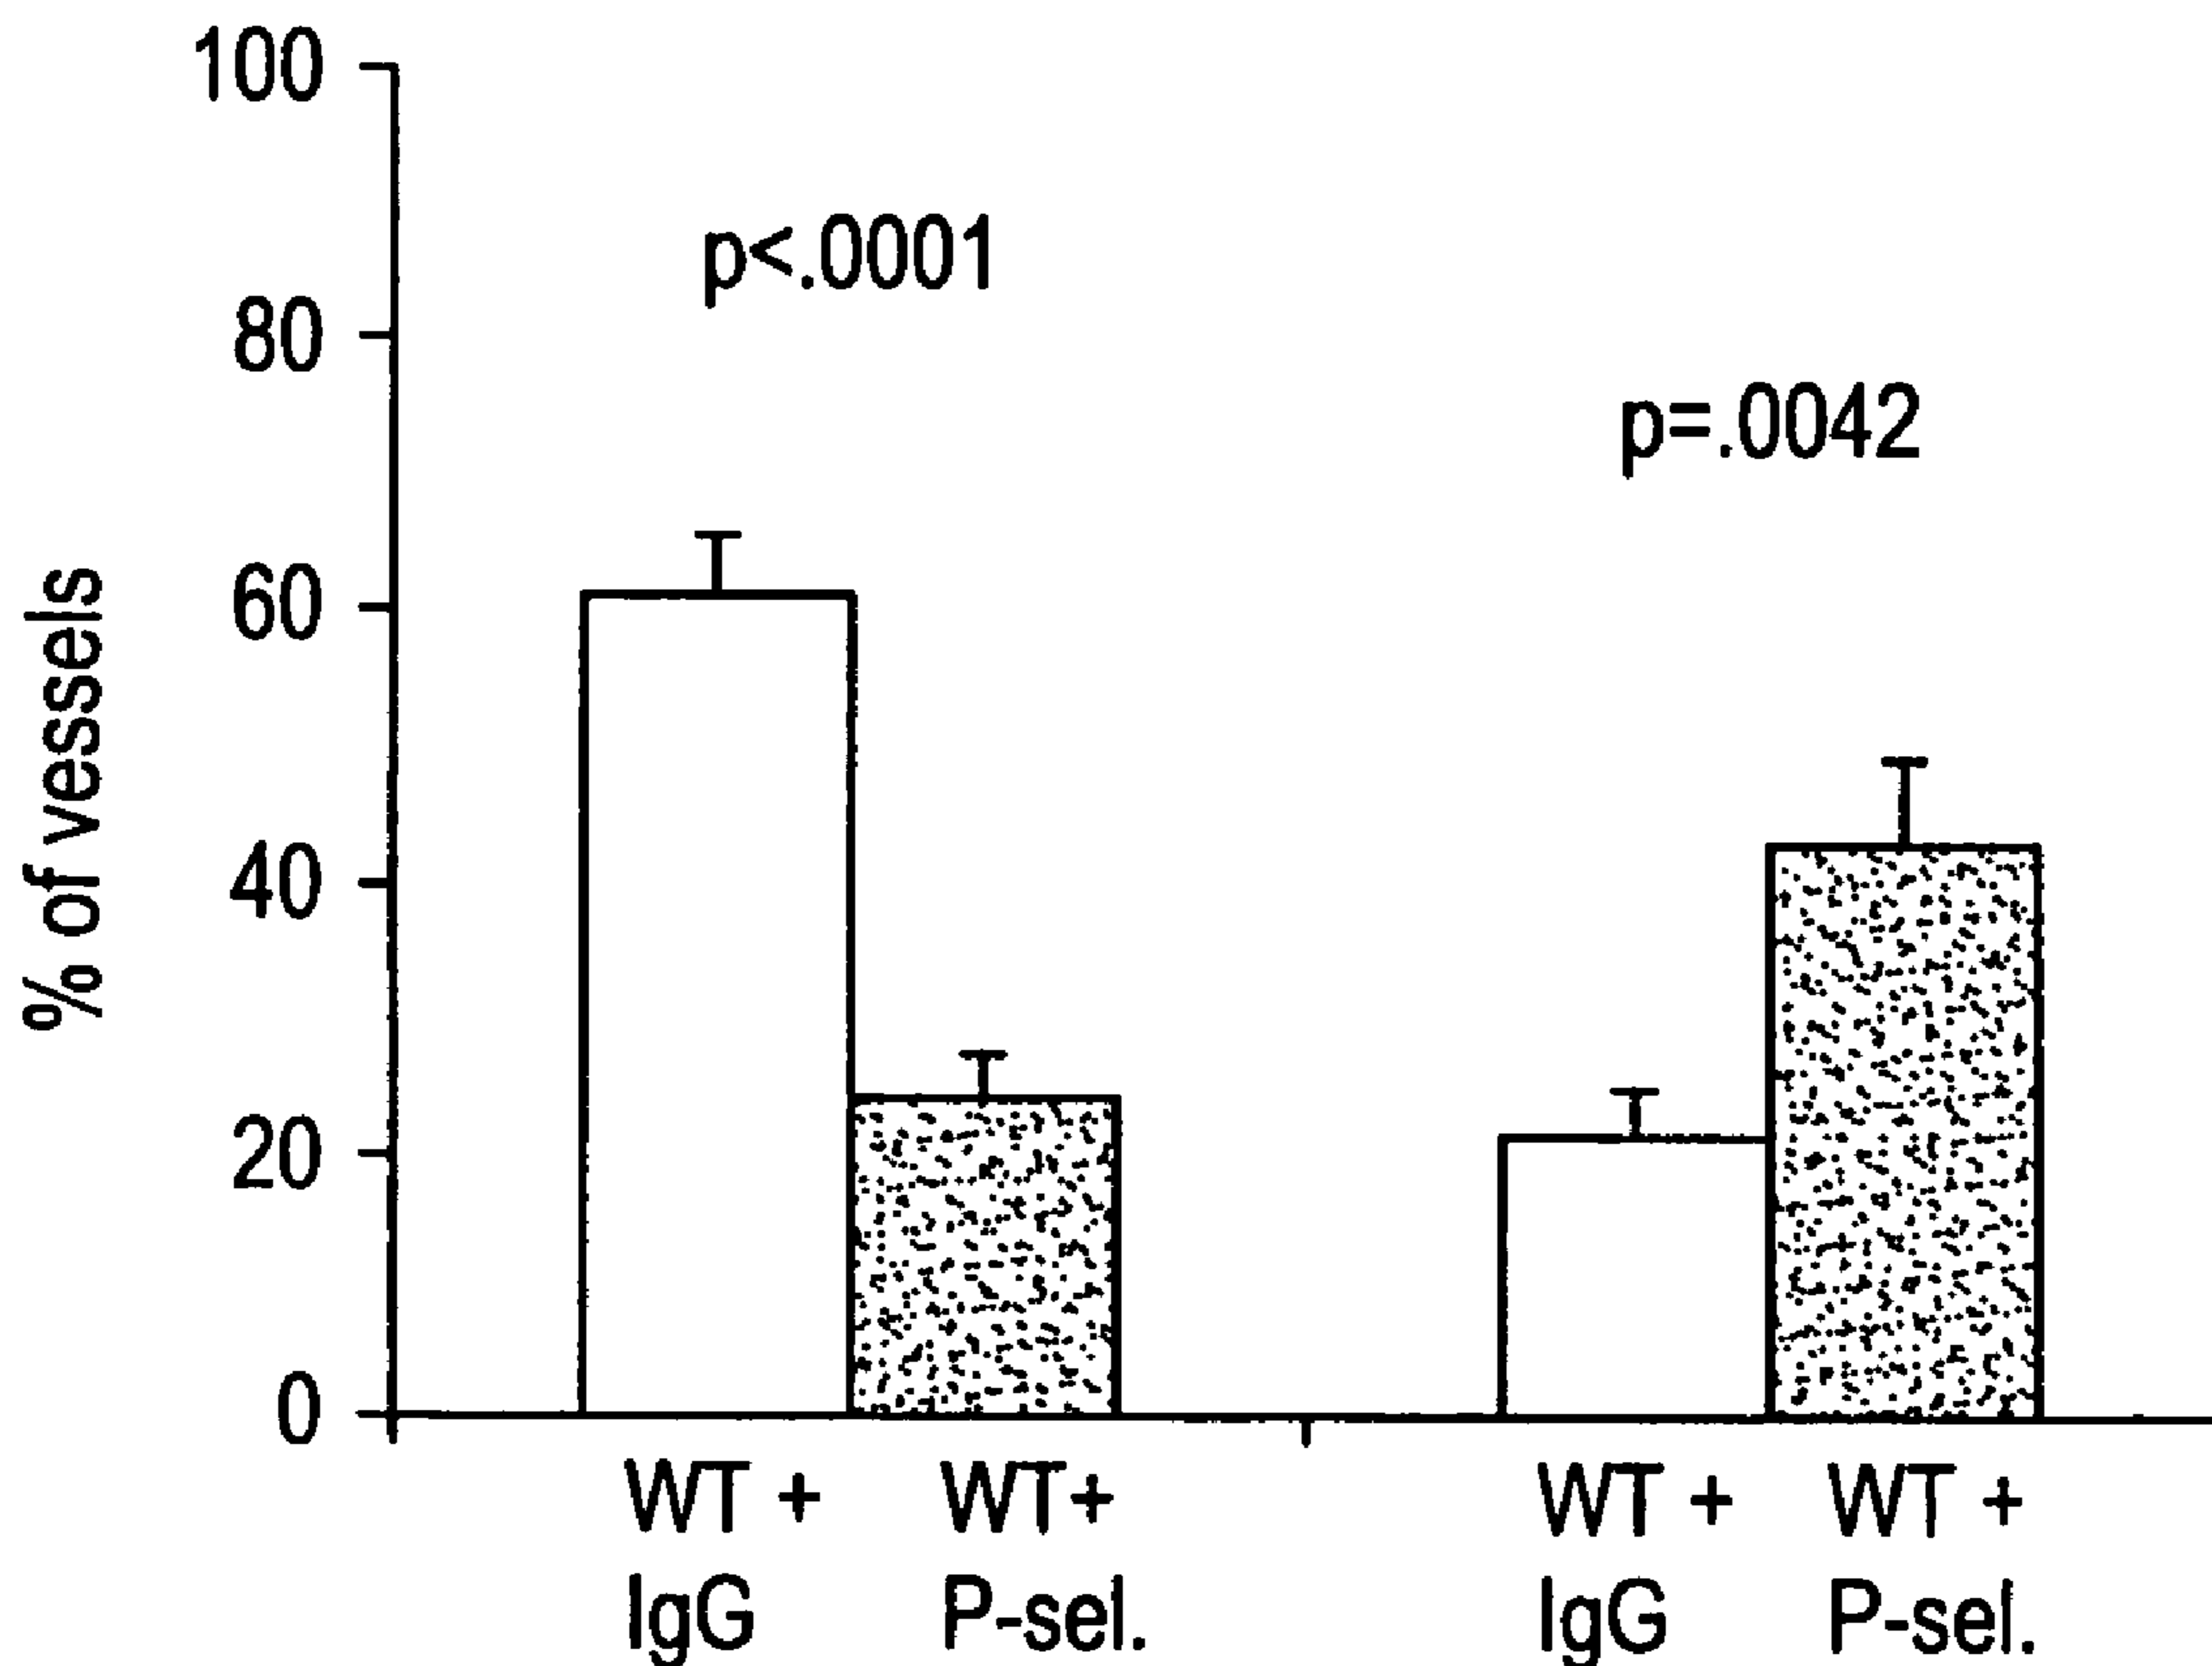 100
80
60
40
20
0
% of vessels
p<.0001
p=.0042
WT +
IgG
WT+
P-sel.
WT +
IgG
WT +
P-sel.